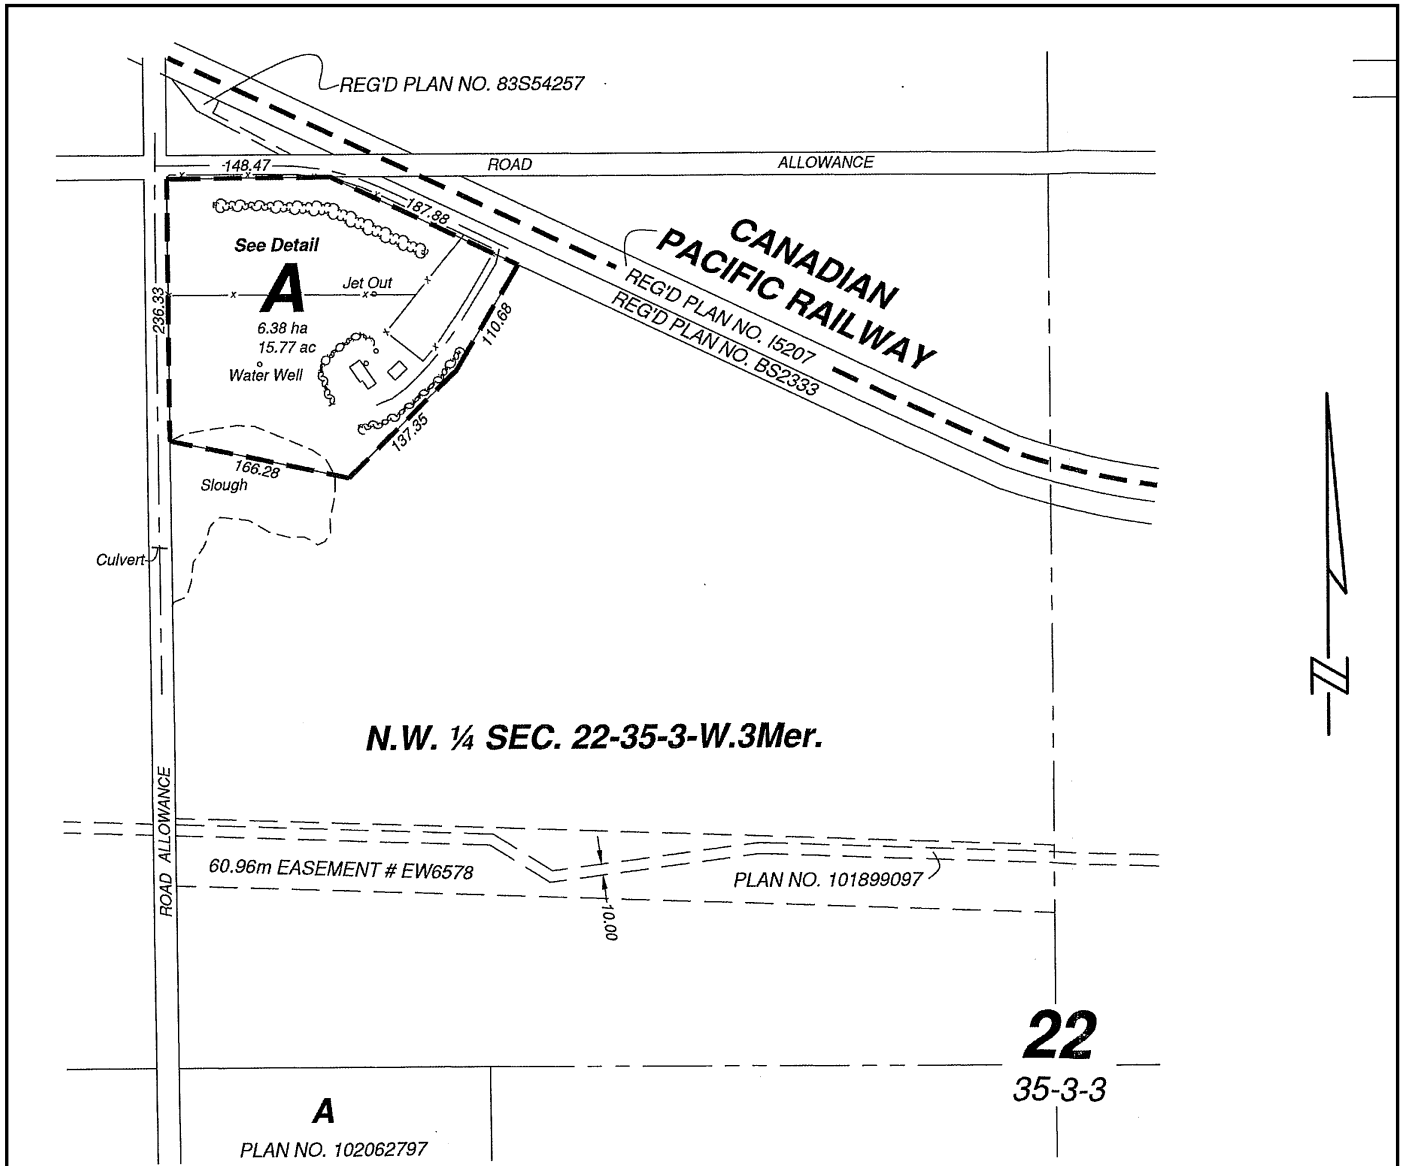 REG'D PLAN NO. 83S54257
148.47
ROAD ALLOWANCE
187.88
CANADIAN
PACIFIC RAILWAY
See Detail
A
Jet Out
6.38 ha
15.77 ac
Water Well
236.33
110.68
REG'D PLAN NO. I5207
REG'D PLAN NO. BS2333
137.35
166.28
Slough
Culvert
N.W. ¼ SEC. 22-35-3-W.3Mer.
ROAD ALLOWANCE
60.96m EASEMENT # EW6578
PLAN NO. 101899097
10.00
22
35-3-3
A
PLAN NO. 102062797
N